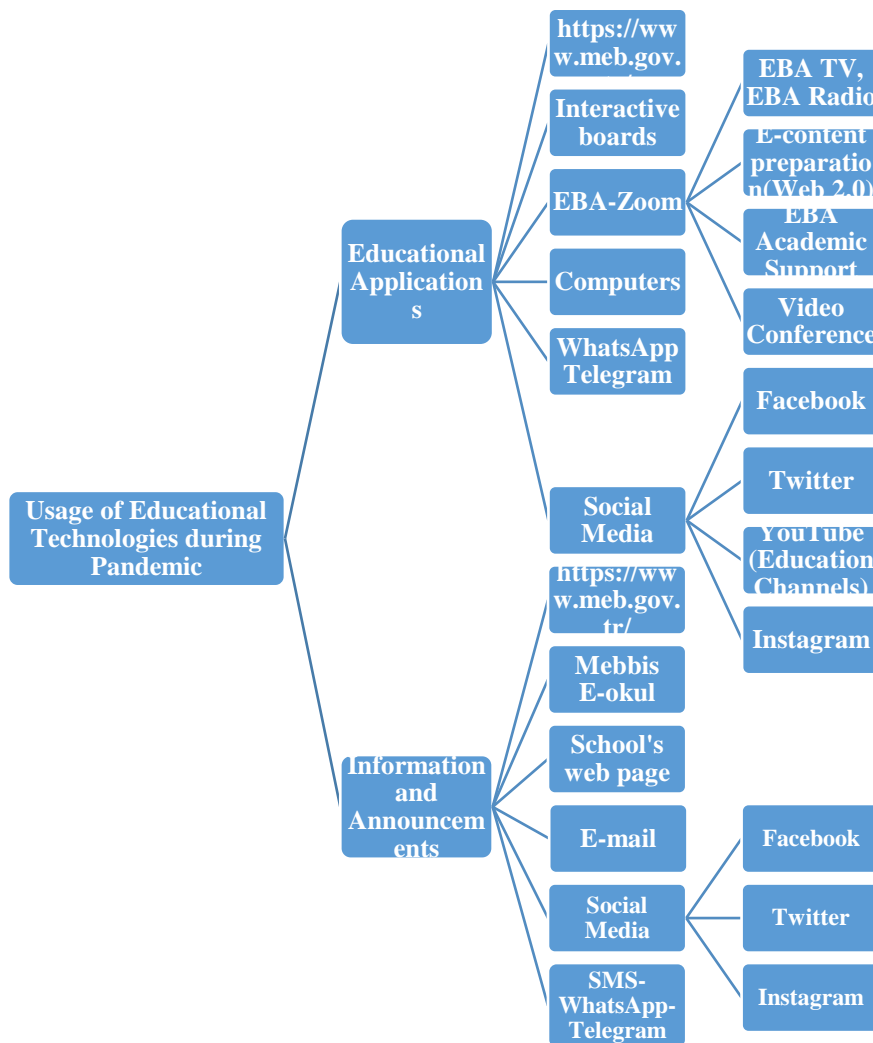 https://ww
w.meb.gov.
Interactive
boards
EBA-Zoom
Educational
Application
s
Computers
WhatsApp
Telegram
EBA TV,
EBA Radio
E-content
preparatio
n(Web 2.0)
EBA
Academic
Support
Video
Conference
Social
Media
Facebook
Twitter
YouTube
(Education
Channels)
Instagram
Usage of Educational
Technologies during
Pandemic
Information
and
Announcem
ents
https://ww
w.meb.gov.
tr/
Mebbis
E-okul
School's
web page
E-mail
Social
Media
SMS-
WhatsApp-
Telegram
Facebook
Twitter
Instagram